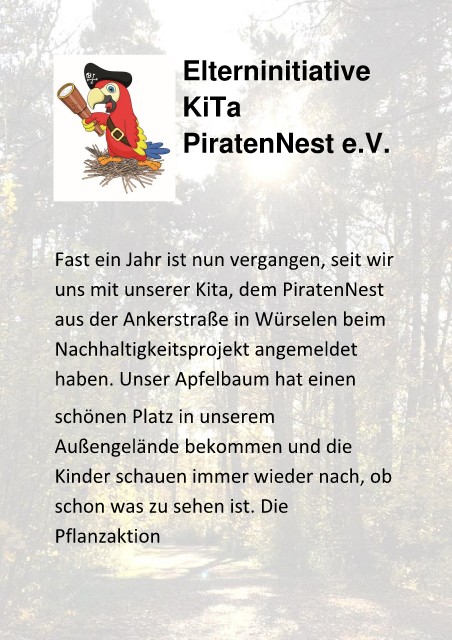 Elterninitiative
KiTa
PiratenNest e.V.
Fast ein Jahr ist nun vergangen, seit wir
uns mit unserer Kita, dem PiratenNest
aus der Ankerstraße in Würselen beim
Nachhaltigkeitsprojekt angemeldet
haben. Unser Apfelbaum hat einen
schönen Platz in unserem
Außengelände bekommen und die
Kinder schauen immer wieder nach, ob
schon was zu sehen ist. Die
Pflanzaktion